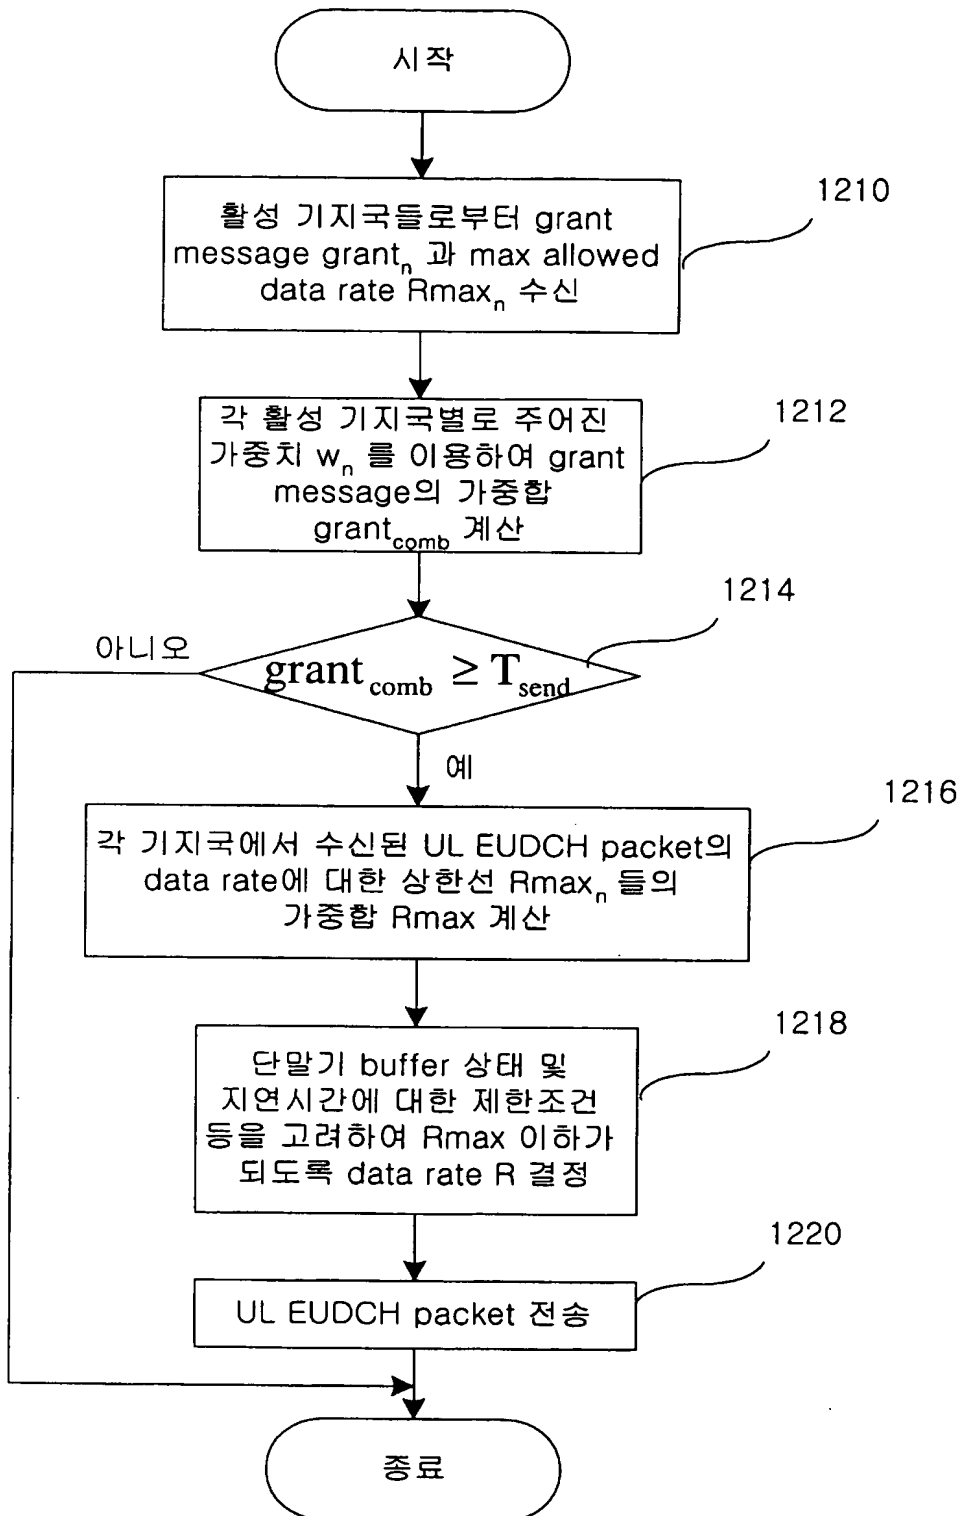 시작
1210
활성 기지국들로부터 grant
message grantₙ 과 max allowed
data rate Rmaxₙ 수신
1212
각 활성 기지국별로 주어진
가중치 wₙ 를 이용하여 grant
message의 가중합
grant_comb 계산
1214
아니오
grant_comb ≥ T_send
예
1216
각 기지국에서 수신된 UL EUDCH packet의
data rate에 대한 상한선 Rmaxₙ 들의
가중합 Rmax 계산
1218
단말기 buffer 상태 및
지연시간에 대한 제한조건
등을 고려하여 Rmax 이하가
되도록 data rate R 결정
1220
UL EUDCH packet 전송
종료